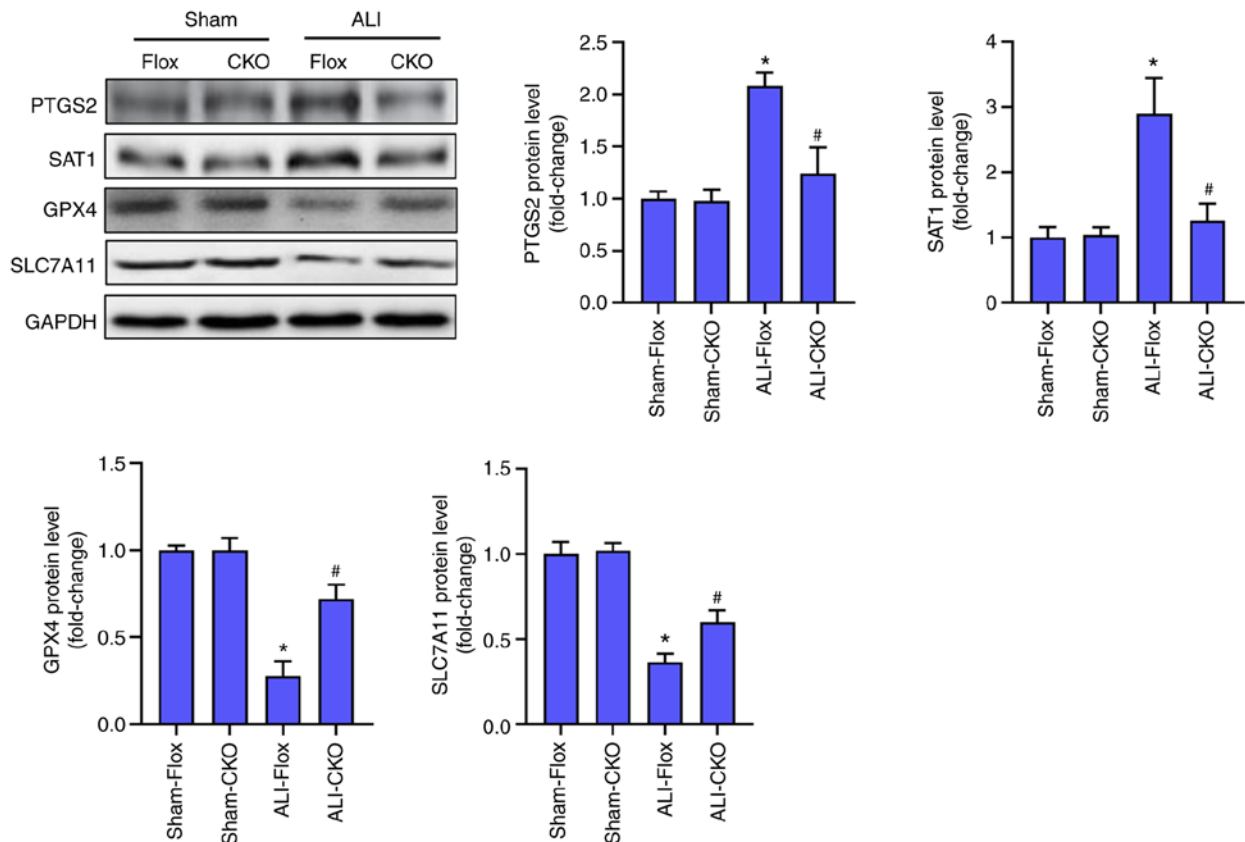 Sham ALI
Flox CKO Flox CKO
PTGS2
SAT1
GPX4
SLC7A11
GAPDH
PTGS2 protein level
(fold-change)
2.5
2.0
1.5
1.0
0.5
0.0
*
#
Sham-Flox
Sham-CKO
ALI-Flox
ALI-CKO
SAT1 protein level
(fold-change)
4
3
2
1
0
*
#
Sham-Flox
Sham-CKO
ALI-Flox
ALI-CKO
GPX4 protein level
(fold-change)
1.5
1.0
0.5
0.0
*
#
Sham-Flox
Sham-CKO
ALI-Flox
ALI-CKO
SLC7A11 protein level
(fold-change)
1.5
1.0
0.5
0.0
*
#
Sham-Flox
Sham-CKO
ALI-Flox
ALI-CKO